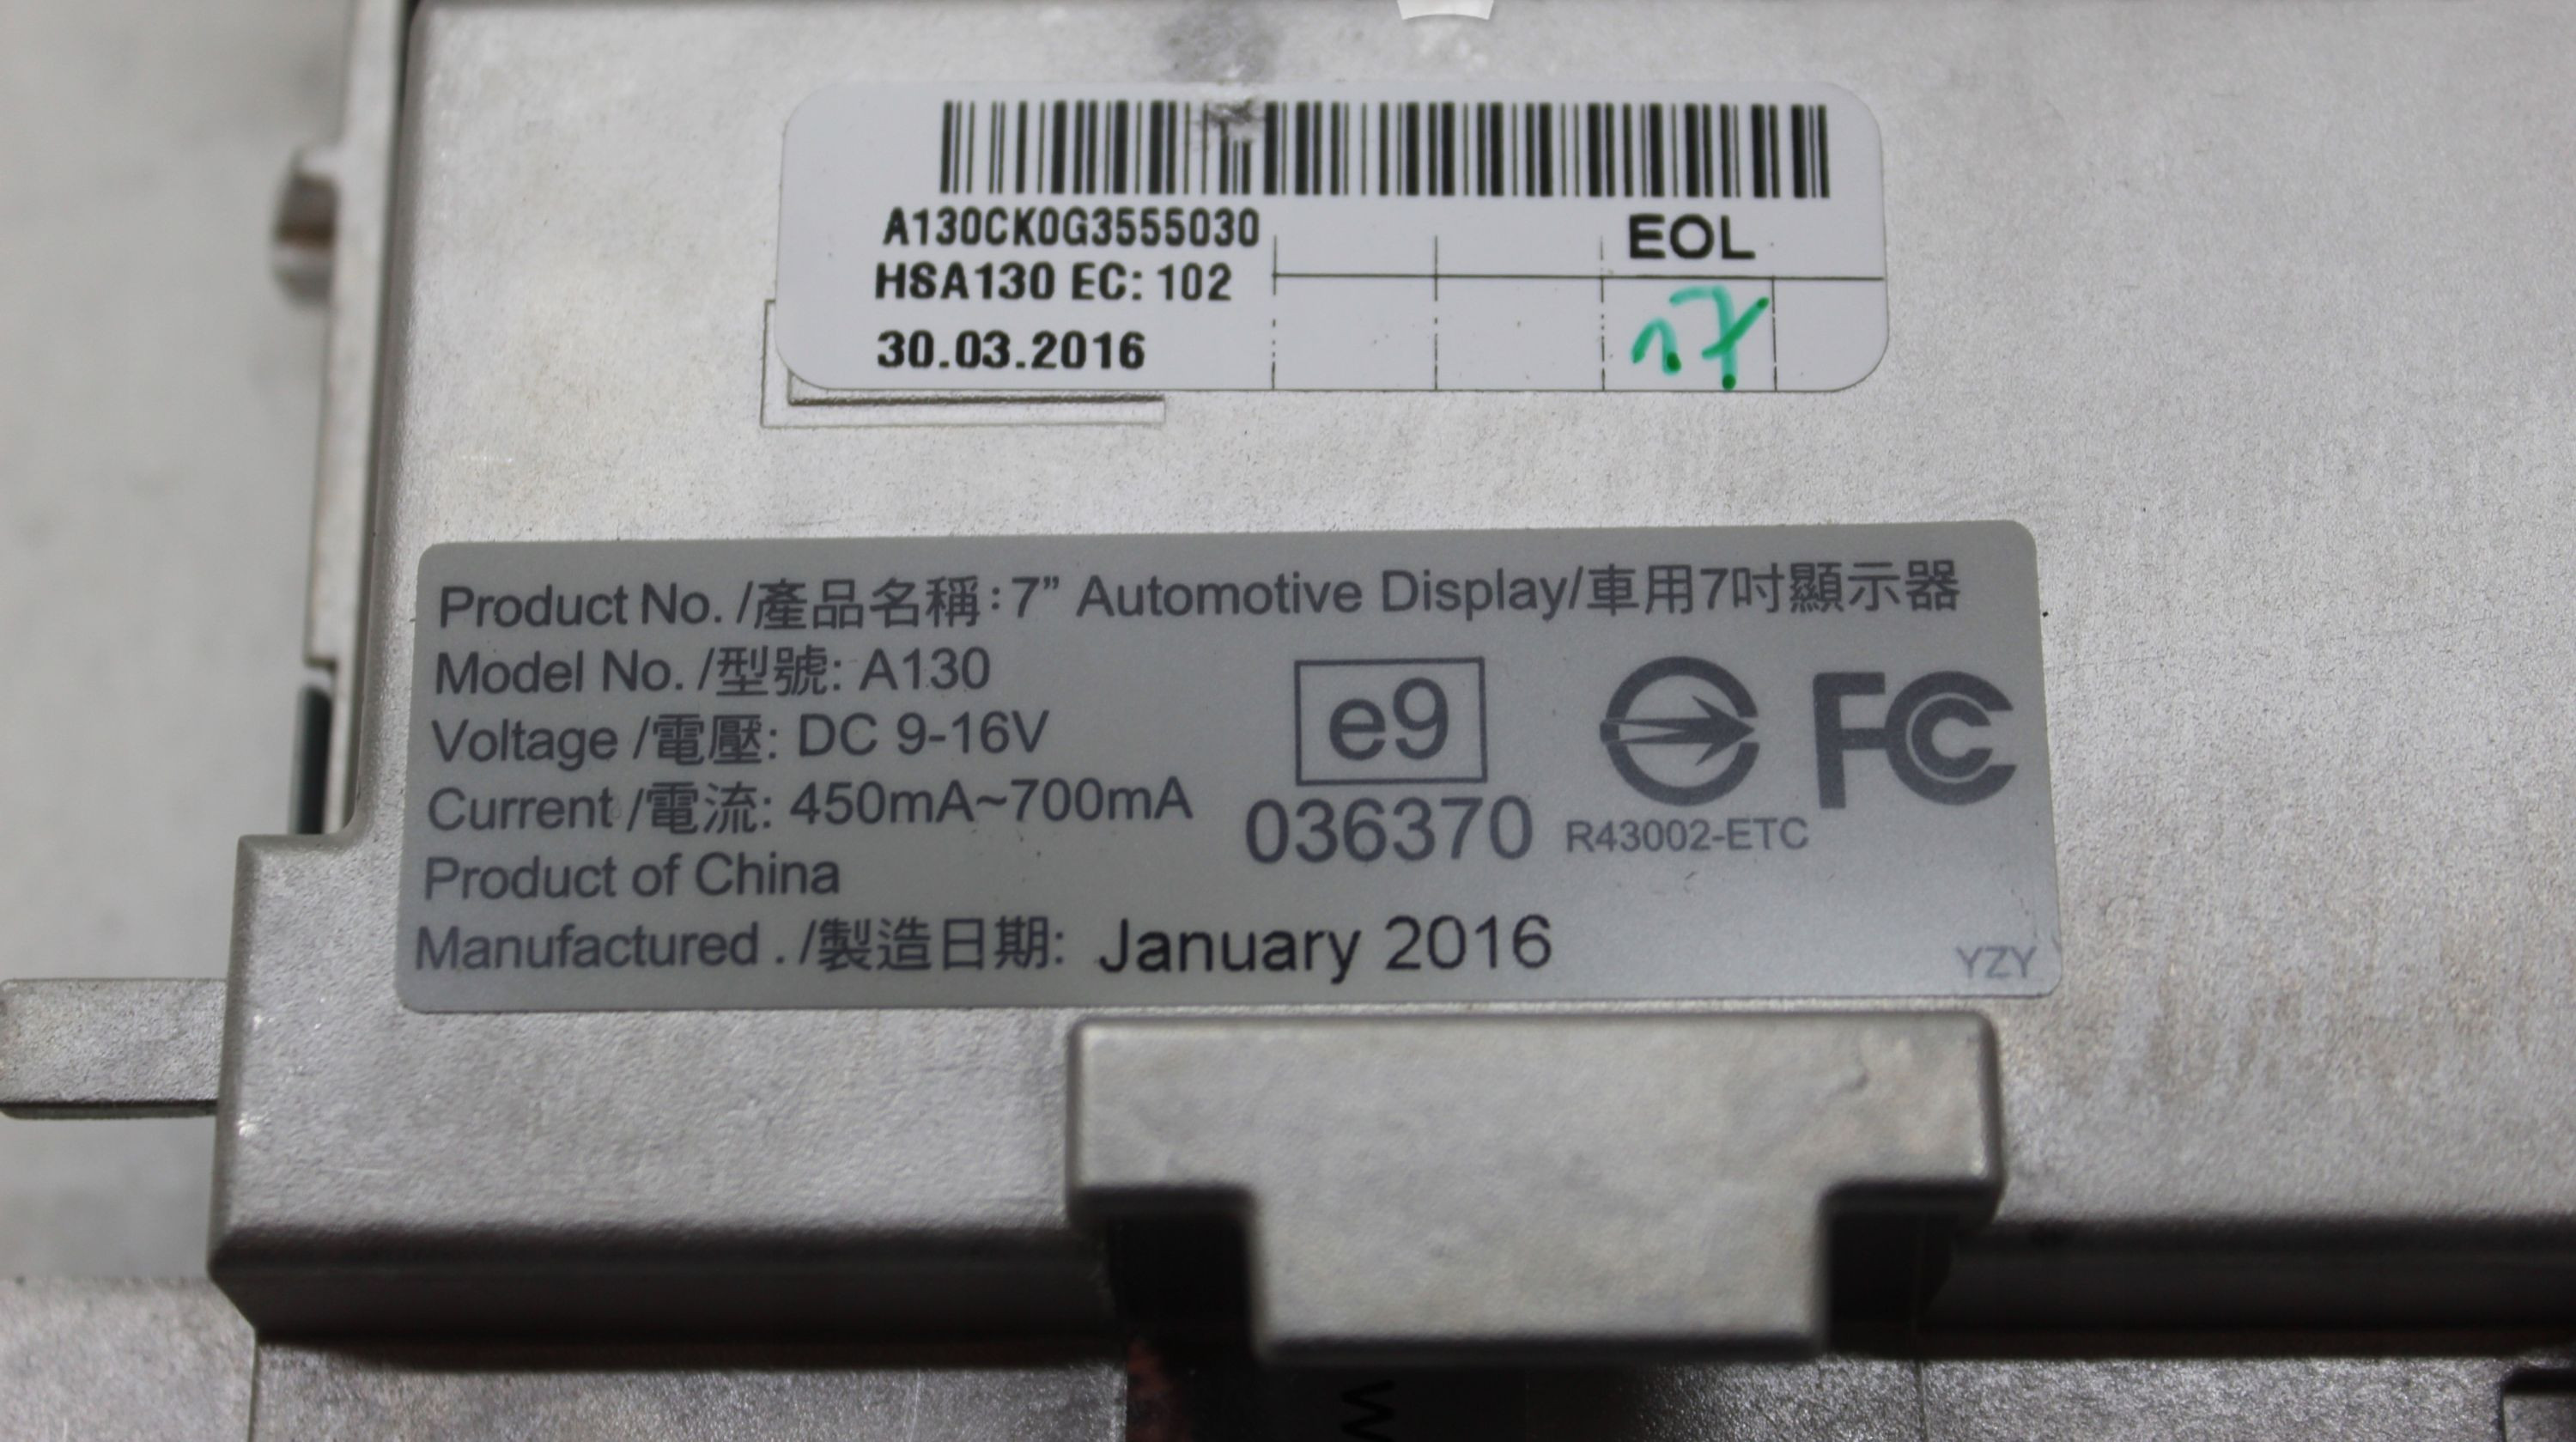 A130CK0G3555030
EOL
HSA130 EC: 102
30.03.2016
Product No. /產品名稱: 7” Automotive Display/車用7吋顯示器
Model No. /型號: A130
Voltage /電壓: DC 9-16V
Current /電流: 450mA~700mA
Product of China
Manufactured . /製造日期: January 2016
e9
036370
R43002-ETC
FC
YZY
W